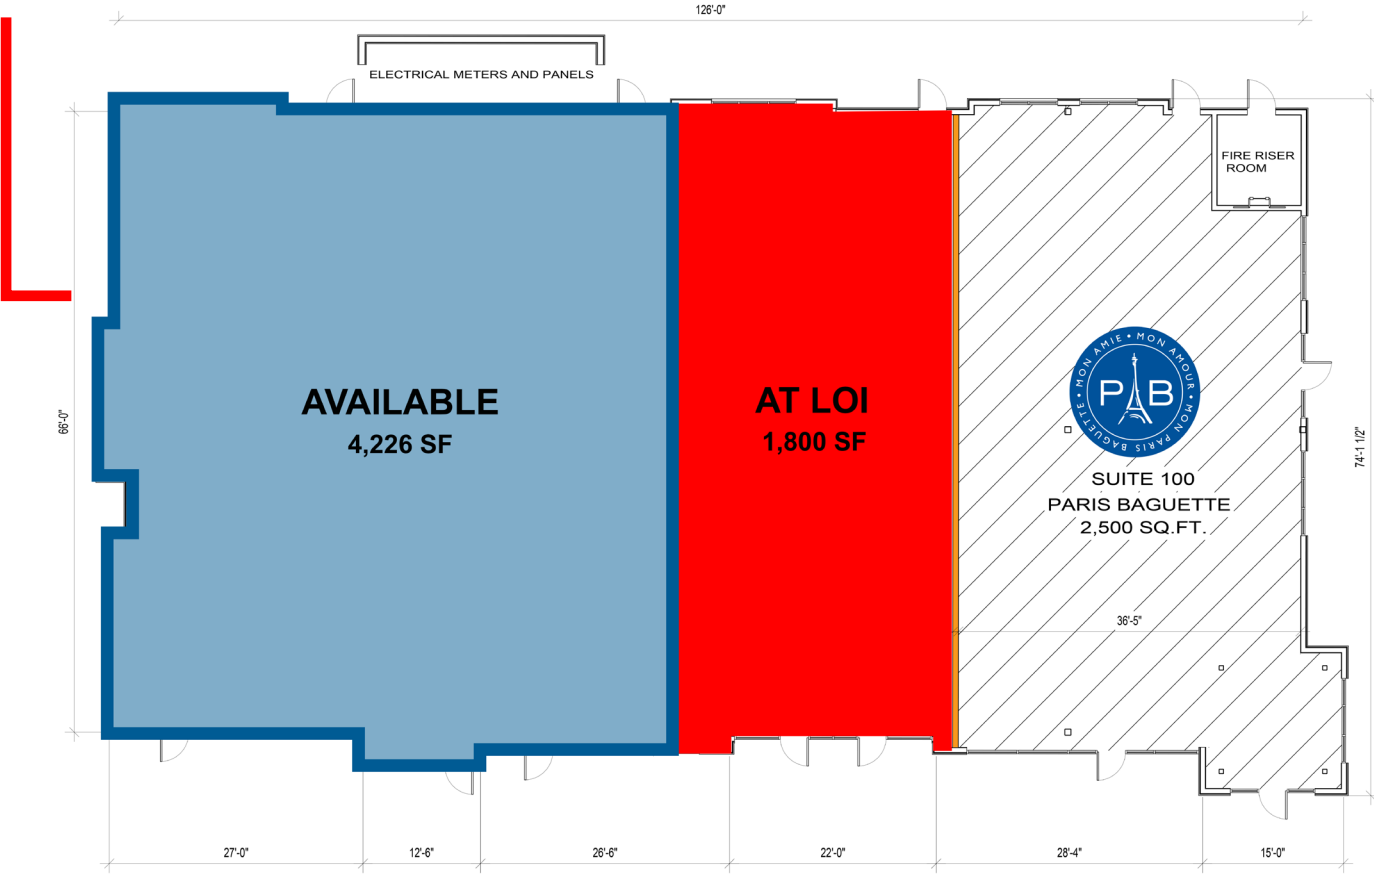 126'-0"
ELECTRICAL METERS AND PANELS
FIRE RISER
ROOM
AVAILABLE
4,226 SF
AT LOI
1,800 SF
MON AMIE • MON AMOUR • MON PARIS BAGUETTE •
PB
SUITE 100
PARIS BAGUETTE
2,500 SQ.FT.
66'-0"
74'-1 1/2"
36'-5"
27'-0"
12'-6"
26'-6"
22'-0"
28'-4"
15'-0"